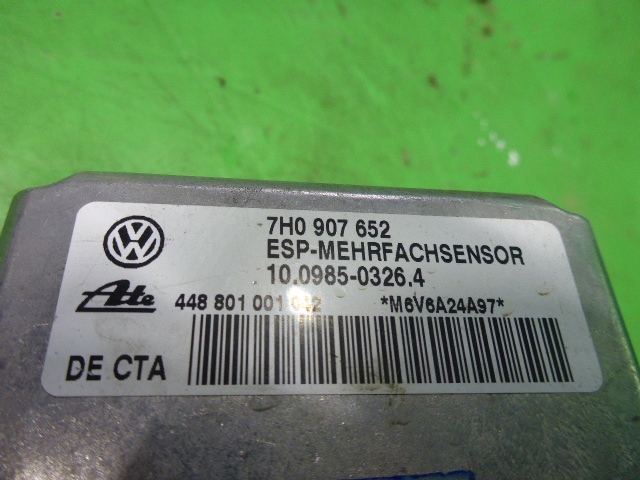 7H0 907 652
ESP-MEHRFACHSENSOR
10.0985-0326.4
Ate 448 801 001 *M6V6A24A97*
DE CTA